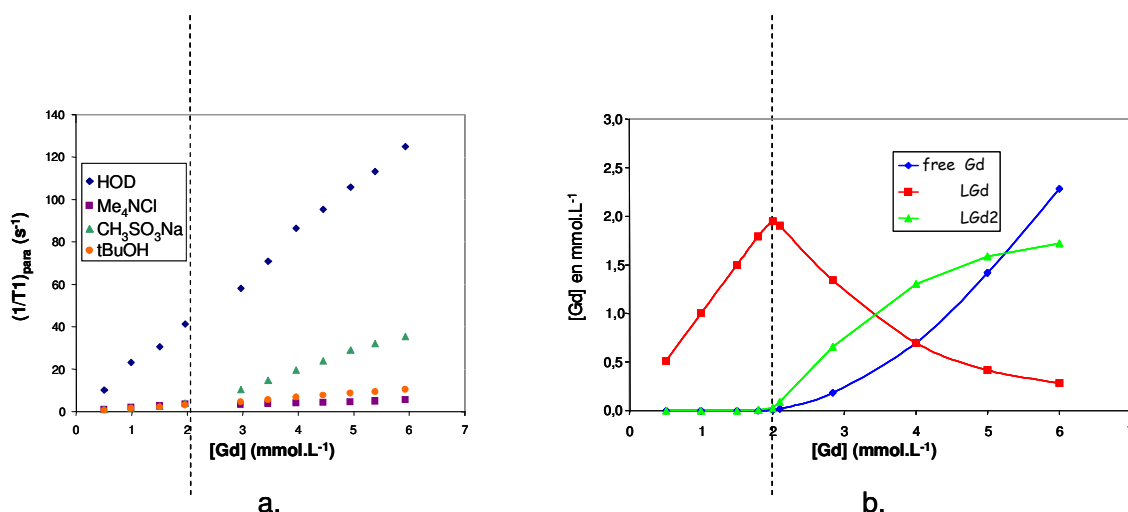 140
120
100
80
60
40
20
0
0 1 2 3 4 5 6 7
(1/T1)para (s⁻¹)
[Gd] (mmol.L⁻¹)
HOD
Me₄NCl
CH₃SO₃Na
tBuOH
a.
3,0
2,5
2,0
1,5
1,0
0,5
0,0
0 1 2 3 4 5 6 7
[Gd] en mmol.L⁻¹
[Gd] (mmol.L⁻¹)
free Gd
LGd
LGd2
b.